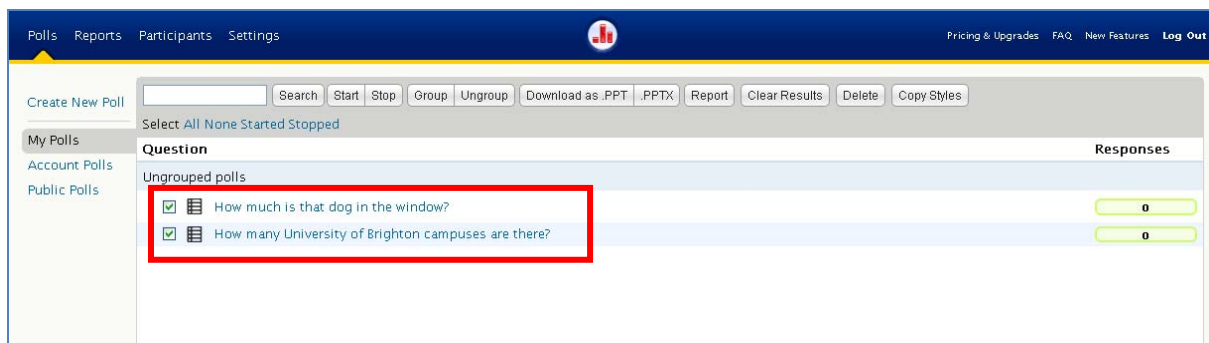 Polls Reports Participants Settings Pricing & Upgrades FAQ New Features Log Out
Create New Poll
My Polls
Account Polls
Public Polls
Search Start Stop Group Ungroup Download as .PPT .PPTX Report Clear Results Delete Copy Styles
Select All None Started Stopped
Question Responses
Ungrouped polls
How much is that dog in the window? 0
How many University of Brighton campuses are there? 0